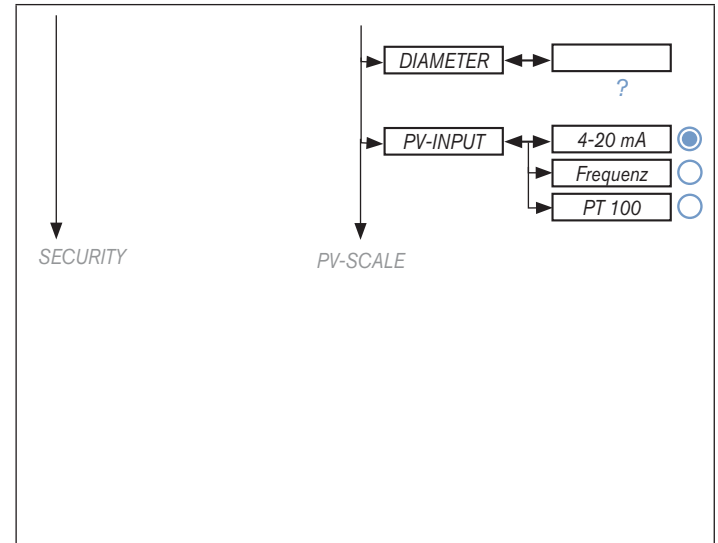 DIAMETER
?
PV-INPUT 4-20 mA
Frequenz
PT 100
SECURITY PV-SCALE